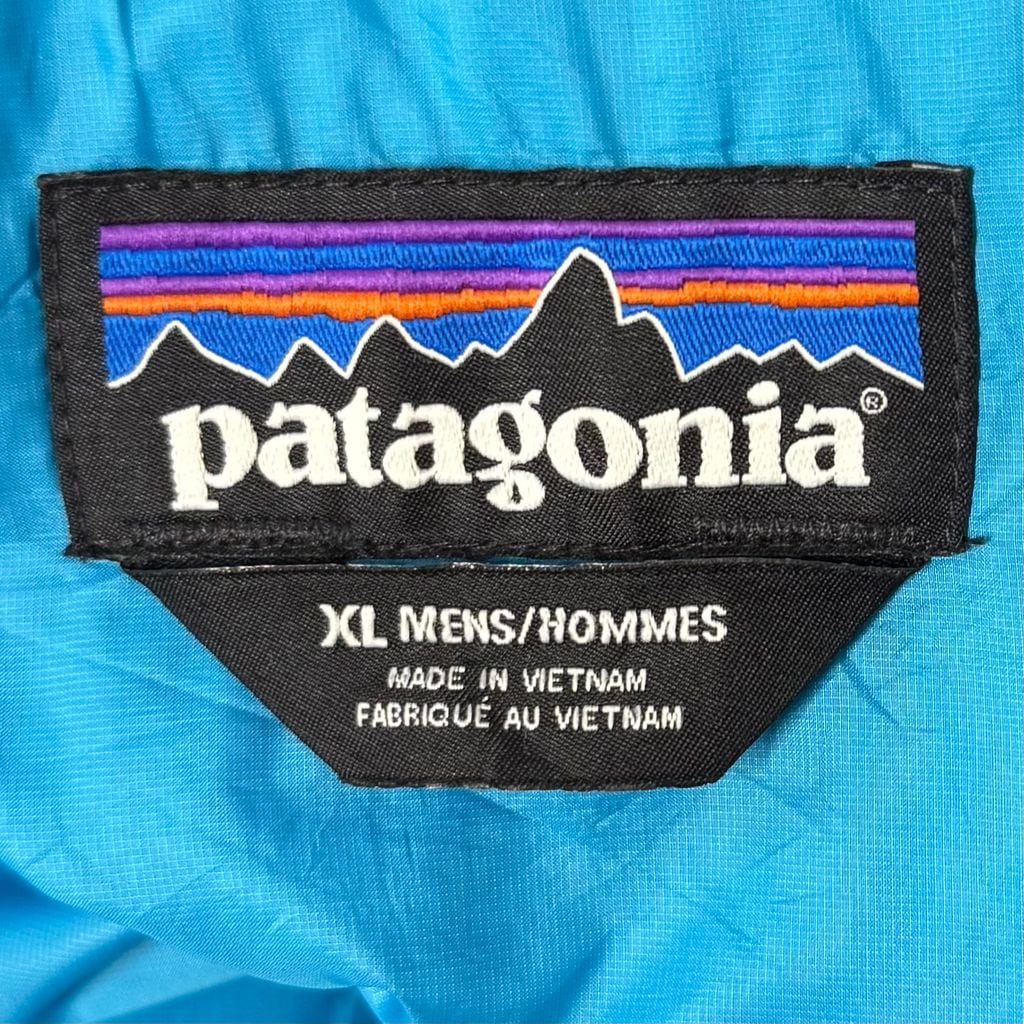 patagonia®
XL MENS/HOMMES
MADE IN VIETNAM
FABRIQUÉ AU VIETNAM